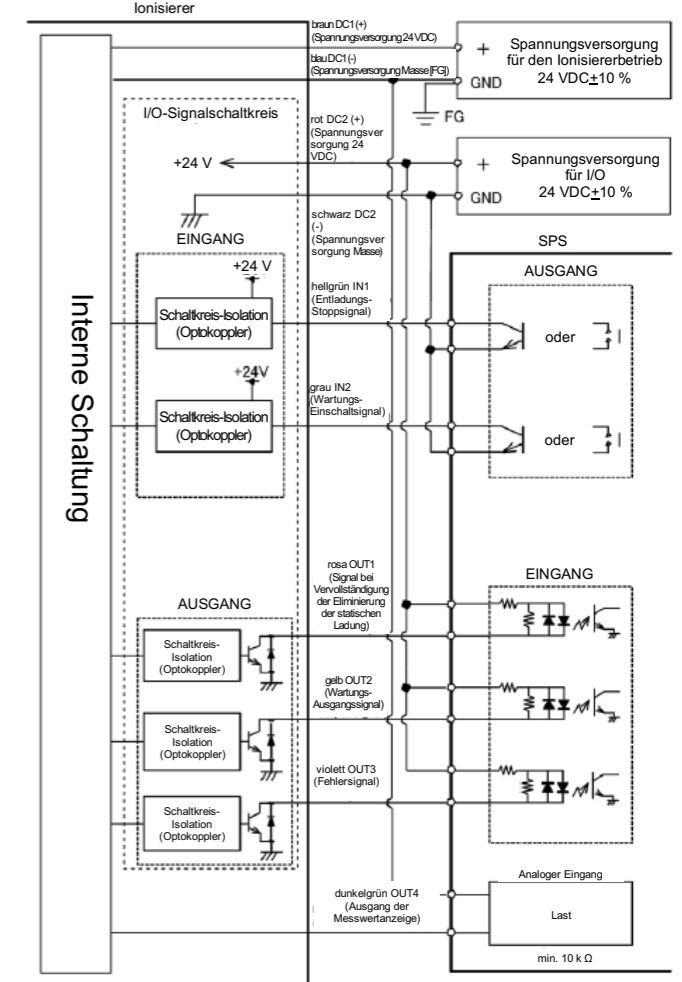 Ionisierer
braun DC1 (+)
(Spannungsversorgung 24 VDC)
blau DC1 (-)
(Spannungsversorgung Masse [FG])
+
Spannungsversorgung
für den Ionisiererbetrieb
24 VDC±10 %
GND
FG
I/O-Signalschaltkreis
rot DC2 (+)
(Spannungsver
sorgung 24
VDC)
+24 V
+
Spannungsversorgung
für I/O
24 VDC±10 %
GND
schwarz DC2
(-)
(Spannungsver
sorgung Masse)
EINGANG
SPS
AUSGANG
+24 V
hellgrün IN1
(Entladungs-
Stoppsignal)
Schaltkreis-Isolation
(Optokoppler)
oder
+24V
grau IN2
(Wartungs-
Einschaltsignal)
Schaltkreis-Isolation
(Optokoppler)
oder
Interne Schaltung
rosa OUT1
(Signal bei
Vervollständigung
der Eliminierung
der statischen
Ladung)
EINGANG
AUSGANG
Schaltkreis-
Isolation
(Optokoppler)
gelb OUT2
(Wartungs-
Ausgangssignal)
Schaltkreis-
Isolation
(Optokoppler)
violett OUT3
(Fehlersignal)
Schaltkreis-
Isolation
(Optokoppler)
dunkelgrün OUT4
(Ausgang der
Messwertanzeige)
Analoger Eingang
Last
min. 10 k Ω